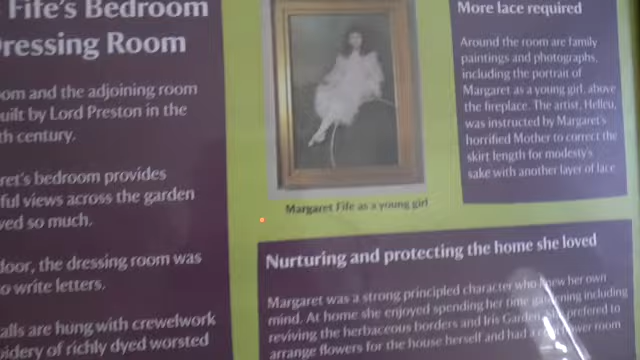 Fife's Bedroom
ressing Room
om and the adjoining room
uilt by Lord Preston in the
th century.
ret's bedroom provides
ful views across the garden
ved so much.
door, the dressing room was
o write letters.
alls are hung with crewelwork
idery of richly dyed worsted
Margaret Fife as a young girl
More lace required
Around the room are family
paintings and photographs,
including the portrait of
Margaret as a young girl, above
the fireplace. The artist, Helleu,
was instructed by Margaret's
horrified Mother to correct the
skirt length for modesty's
sake with another layer of lace
Nurturing and protecting the home she loved
Margaret was a strong principled character who knew her own
mind. At home she enjoyed spending her time gardening including
reviving the herbaceous borders and Iris Garden. She preferred to
arrange flowers for the house herself and had a flower room